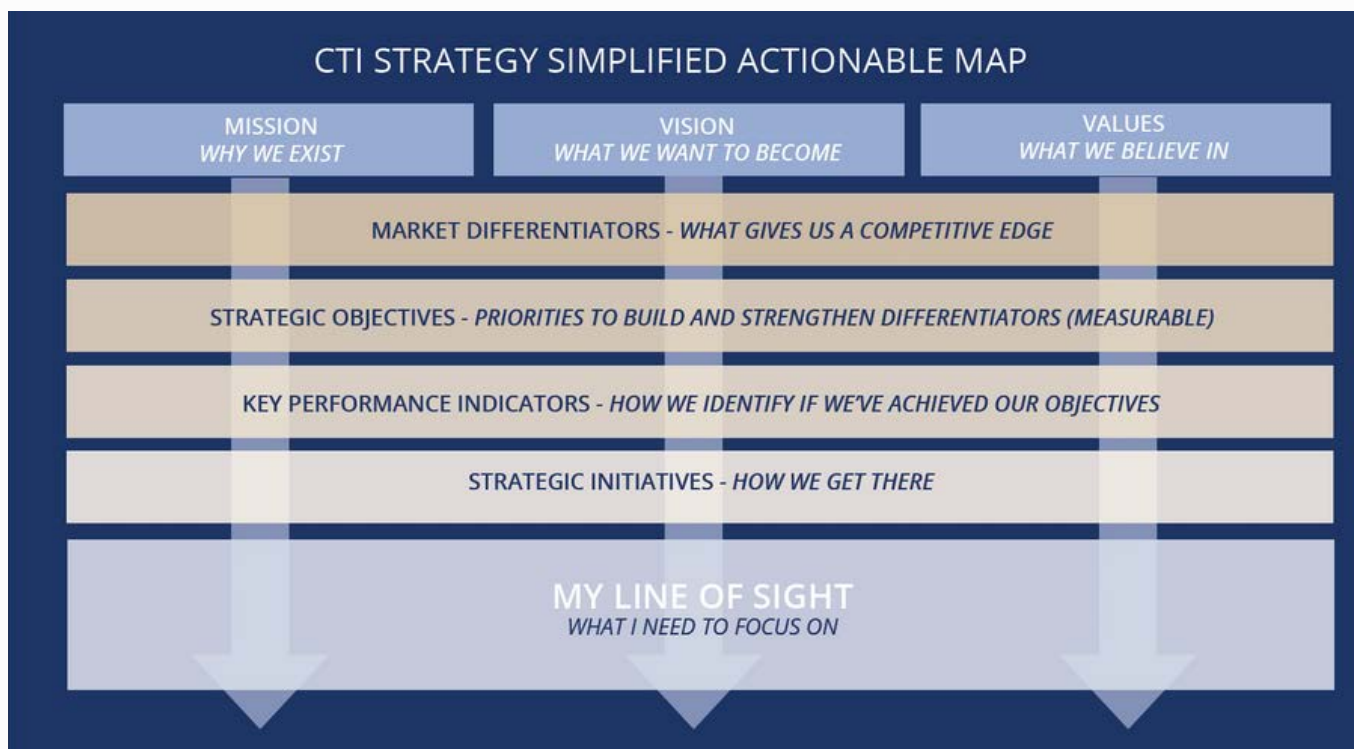 CTI STRATEGY SIMPLIFIED ACTIONABLE MAP
MISSION
WHY WE EXIST
VISION
WHAT WE WANT TO BECOME
VALUES
WHAT WE BELIEVE IN
MARKET DIFFERENTIATORS - WHAT GIVES US A COMPETITIVE EDGE
STRATEGIC OBJECTIVES - PRIORITIES TO BUILD AND STRENGTHEN DIFFERENTIATORS (MEASURABLE)
KEY PERFORMANCE INDICATORS - HOW WE IDENTIFY IF WE'VE ACHIEVED OUR OBJECTIVES
STRATEGIC INITIATIVES - HOW WE GET THERE
MY LINE OF SIGHT
WHAT I NEED TO FOCUS ON